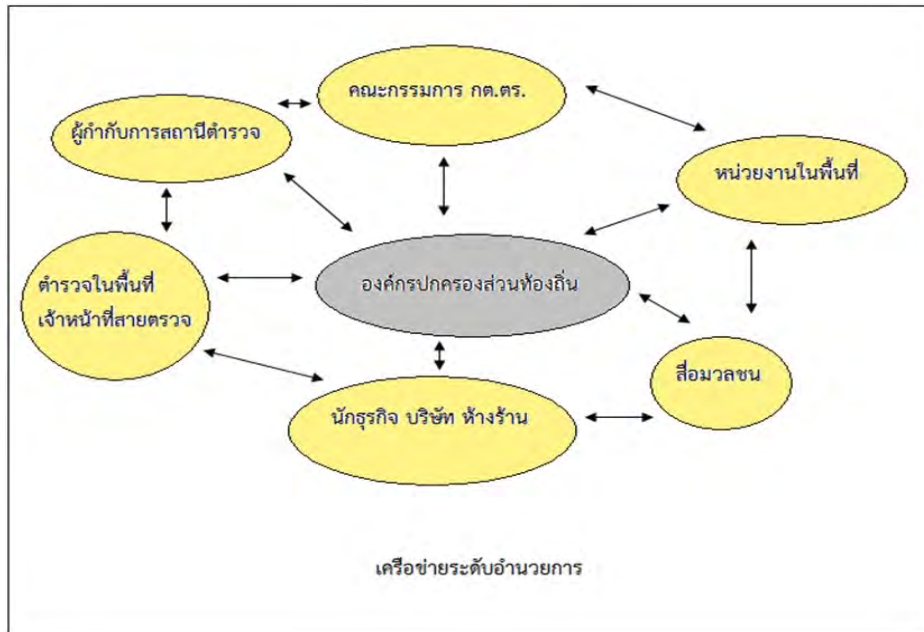 คณะกรรมการ กต.ตร.
ผู้กำกับการสถานีตำรวจ
หน่วยงานในพื้นที่
องค์กรปกครองส่วนท้องถิ่น
ตำรวจในพื้นที่
เจ้าหน้าที่สายตรวจ
สื่อมวลชน
นักธุรกิจ บริษัท ห้างร้าน
เครือข่ายระดับอำนวยการ